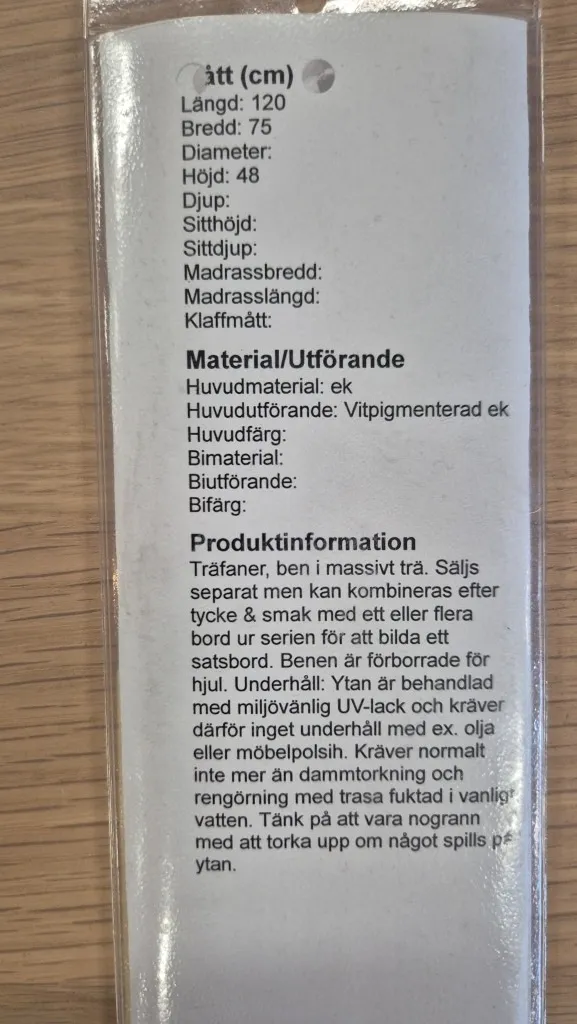 ått (cm)
Längd: 120
Bredd: 75
Diameter:
Höjd: 48
Djup:
Sitthöjd:
Sittdjup:
Madrassbredd:
Madrasslängd:
Klaffmått:
Material/Utförande
Huvudmaterial: ek
Huvudutförande: Vitpigmenterad ek
Huvudfärg:
Bimaterial:
Biutförande:
Bifärg:
Produktinformation
Träfaner, ben i massivt trä. Säljs
separat men kan kombineras efter
tycke & smak med ett eller flera
bord ur serien för att bilda ett
satsbord. Benen är förborrade för
hjul. Underhåll: Ytan är behandlad
med miljövänlig UV-lack och kräver
därför inget underhåll med ex. olja
eller möbelpolsih. Kräver normalt
inte mer än dammtorkning och
rengörning med trasa fuktad i vanligt
vatten. Tänk på att vara nogrann
med att torka upp om något spills på
ytan.